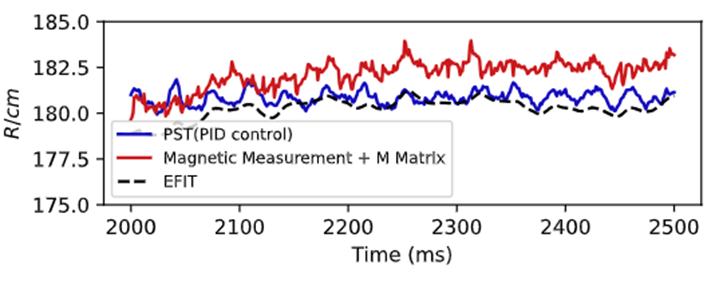 185.0
182.5
180.0
177.5
175.0
R/cm
PST(PID control)
Magnetic Measurement + M Matrix
EFIT
2000
2100
2200
2300
2400
2500
Time (ms)